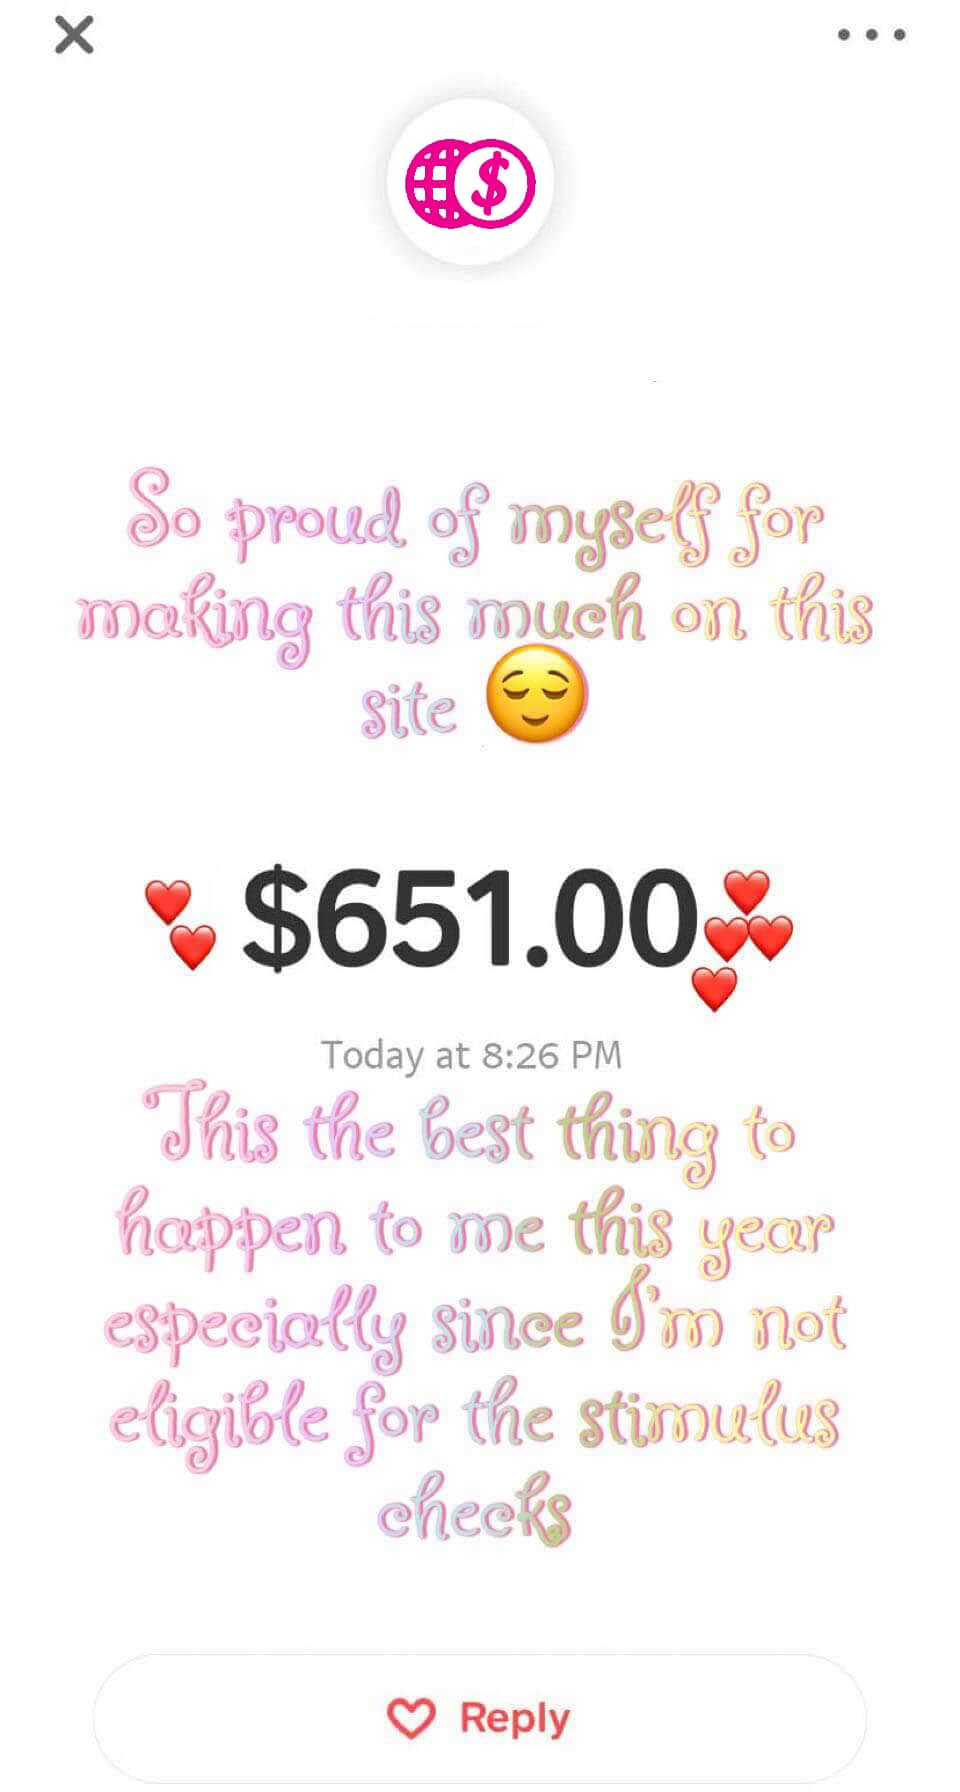 So proud of myself for
making this much on this
site 😌
$651.00
Today at 8:26 PM
This the best thing to
happen to me this year
especially since I'm not
eligible for the stimulus
checks
Reply